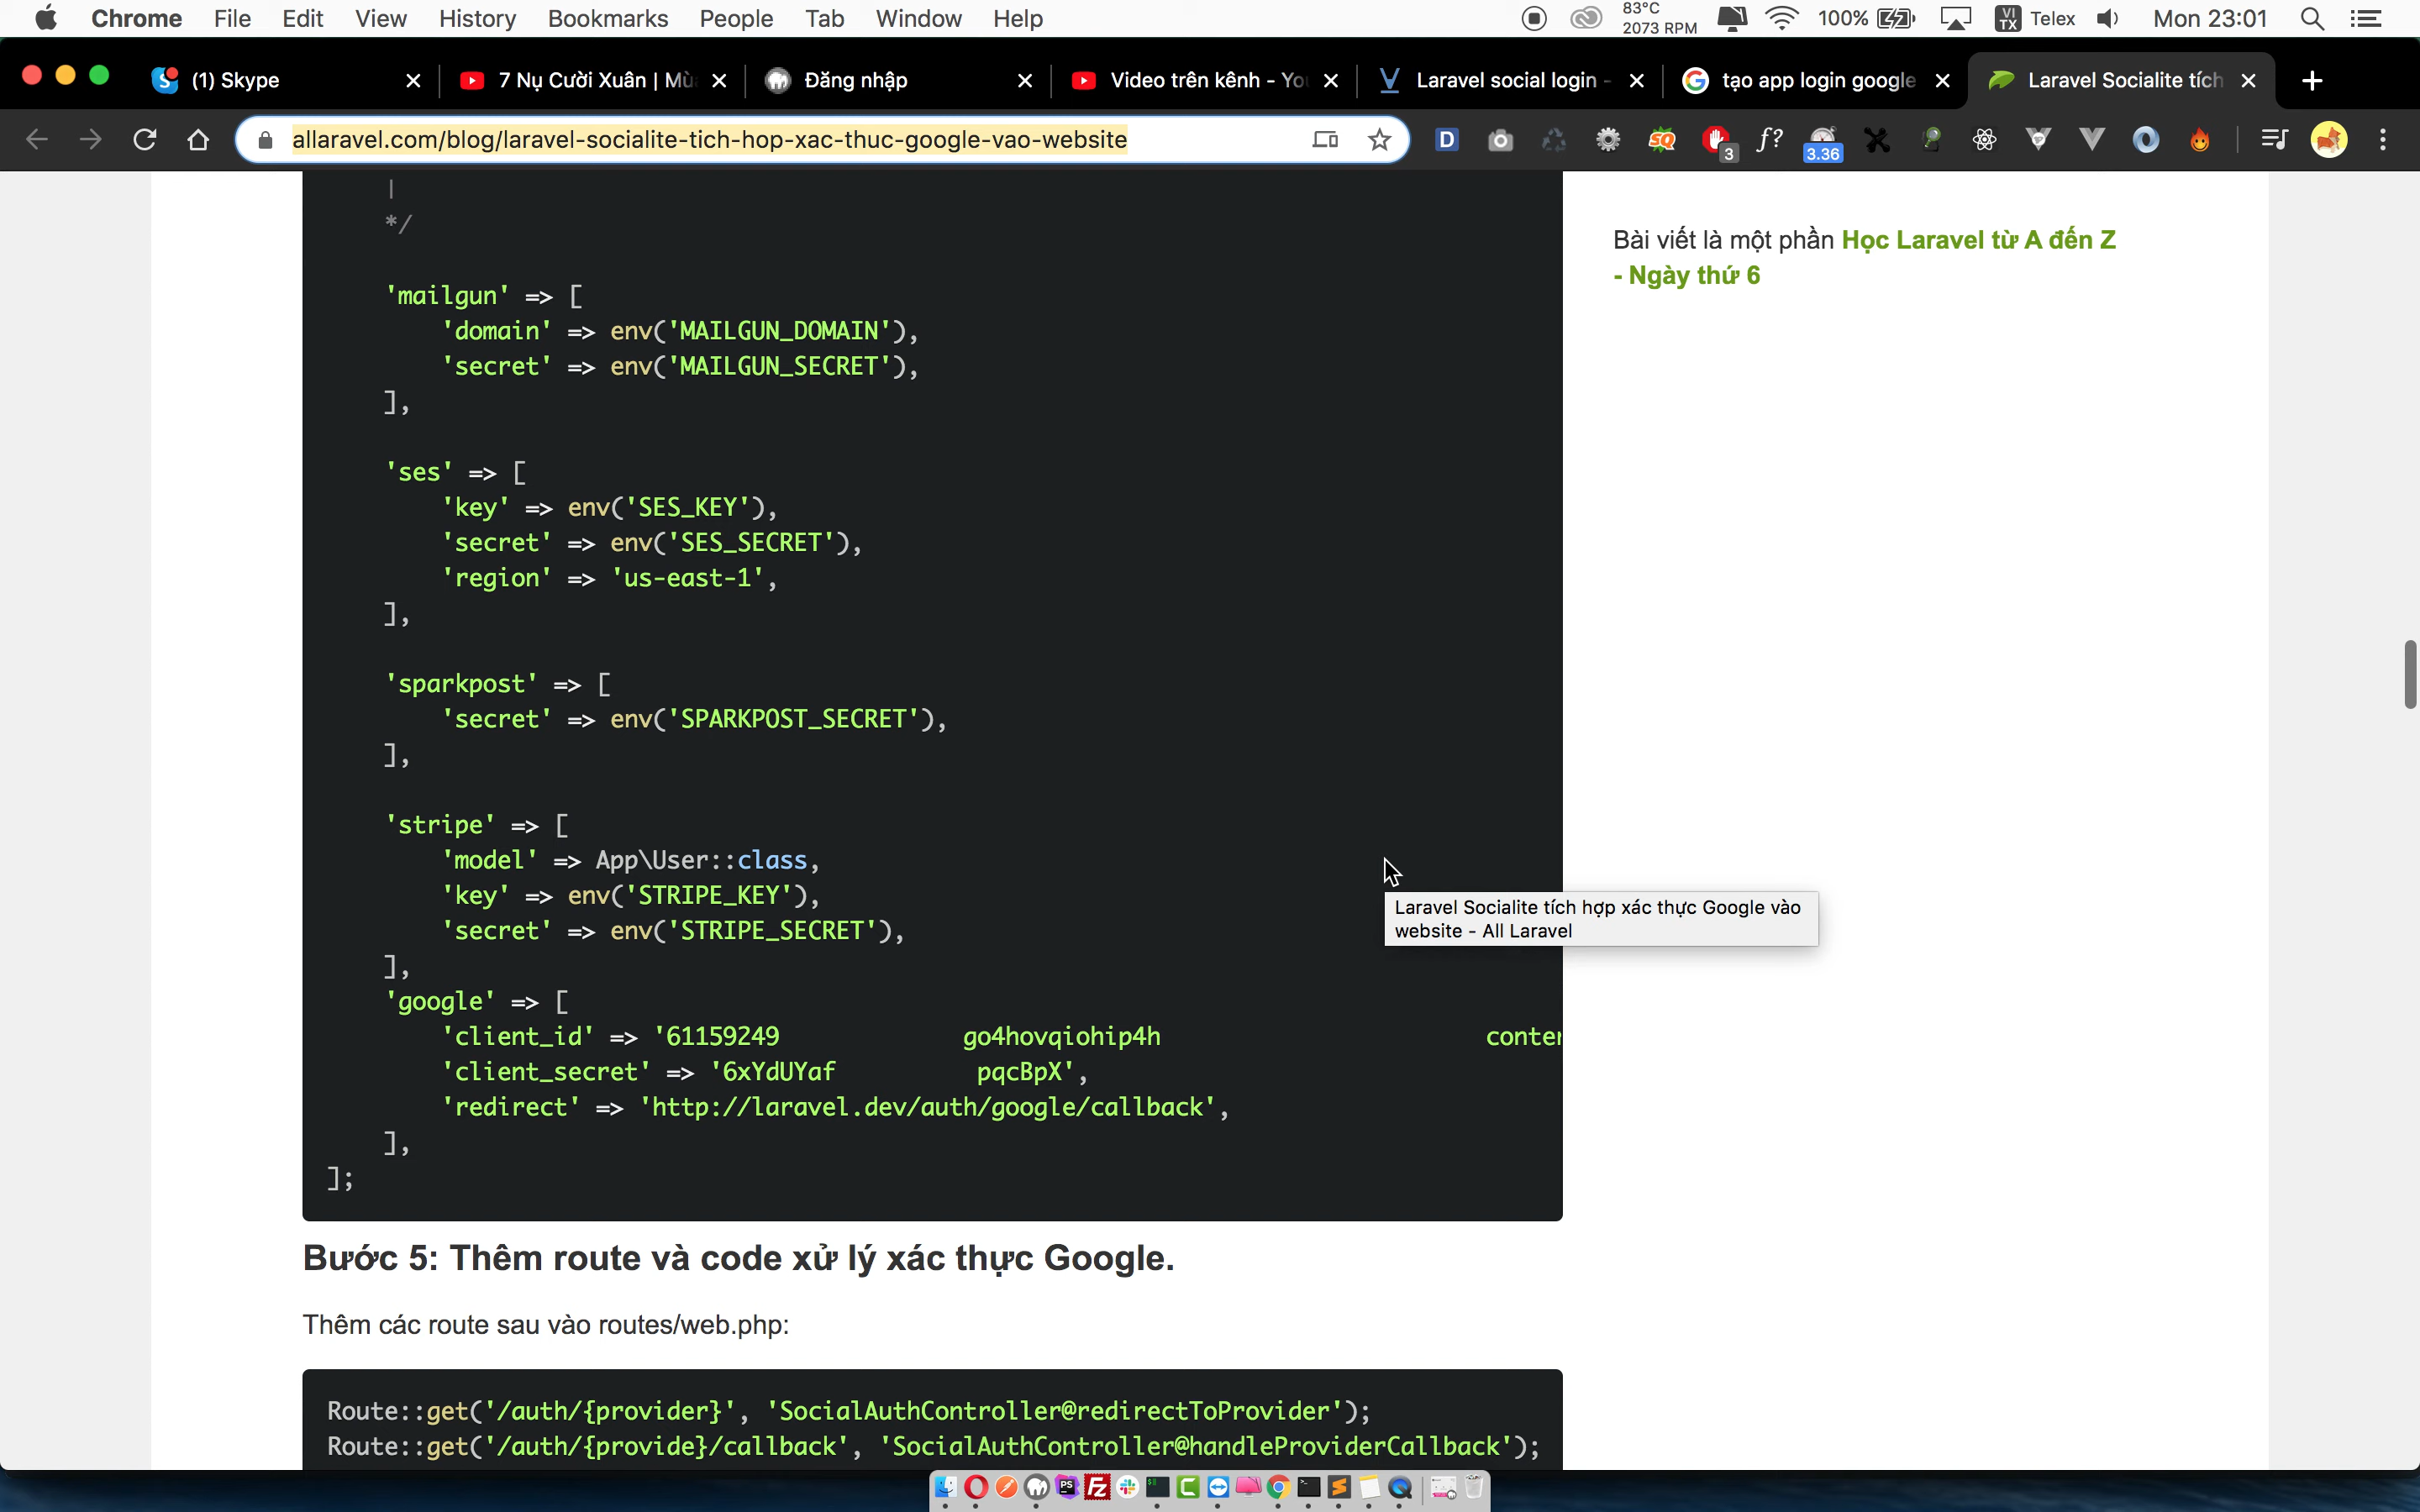 Chrome File Edit View History Bookmarks People Tab Window Help 83°C 2073 RPM 100% VI TX Telex Mon 23:01
(1) Skype 7 Nụ Cười Xuân | Mù Đăng nhập Video trên kênh - You Laravel social login - tạo app login google Laravel Socialite tích
allaravel.com/blog/laravel-socialite-tich-hop-xac-thuc-google-vao-website D SQ 3 f? 3.36
|
*/
'mailgun' => [
'domain' => env('MAILGUN_DOMAIN'),
'secret' => env('MAILGUN_SECRET'),
],
'ses' => [
'key' => env('SES_KEY'),
'secret' => env('SES_SECRET'),
'region' => 'us-east-1',
],
'sparkpost' => [
'secret' => env('SPARKPOST_SECRET'),
],
'stripe' => [
'model' => App\User::class,
'key' => env('STRIPE_KEY'),
'secret' => env('STRIPE_SECRET'),
],
'google' => [
'client_id' => '61159249 go4hovqiohip4h conter
'client_secret' => '6xYdUYaf pqcBpX',
'redirect' => 'http://laravel.dev/auth/google/callback',
],
];
Bài viết là một phần Học Laravel từ A đến Z
- Ngày thứ 6
Laravel Socialite tích hợp xác thực Google vào
website - All Laravel
Bước 5: Thêm route và code xử lý xác thực Google.
Thêm các route sau vào routes/web.php:
Route::get('/auth/{provider}', 'SocialAuthController@redirectToProvider');
Route::get('/auth/{provide}/callback', 'SocialAuthController@handleProviderCallback');